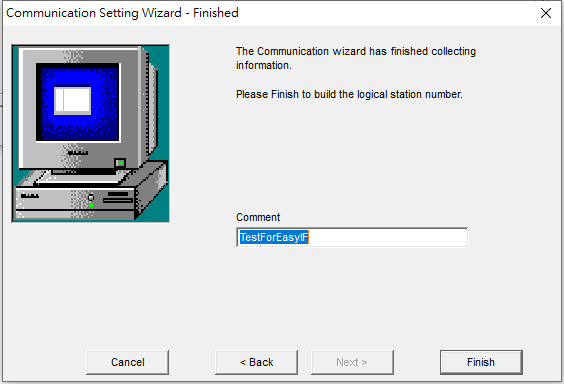 Communication Setting Wizard - Finished
The Communication wizard has finished collecting
information.
Please Finish to build the logical station number.
Comment
TestForEasyIF
Cancel
< Back
Next >
Finish